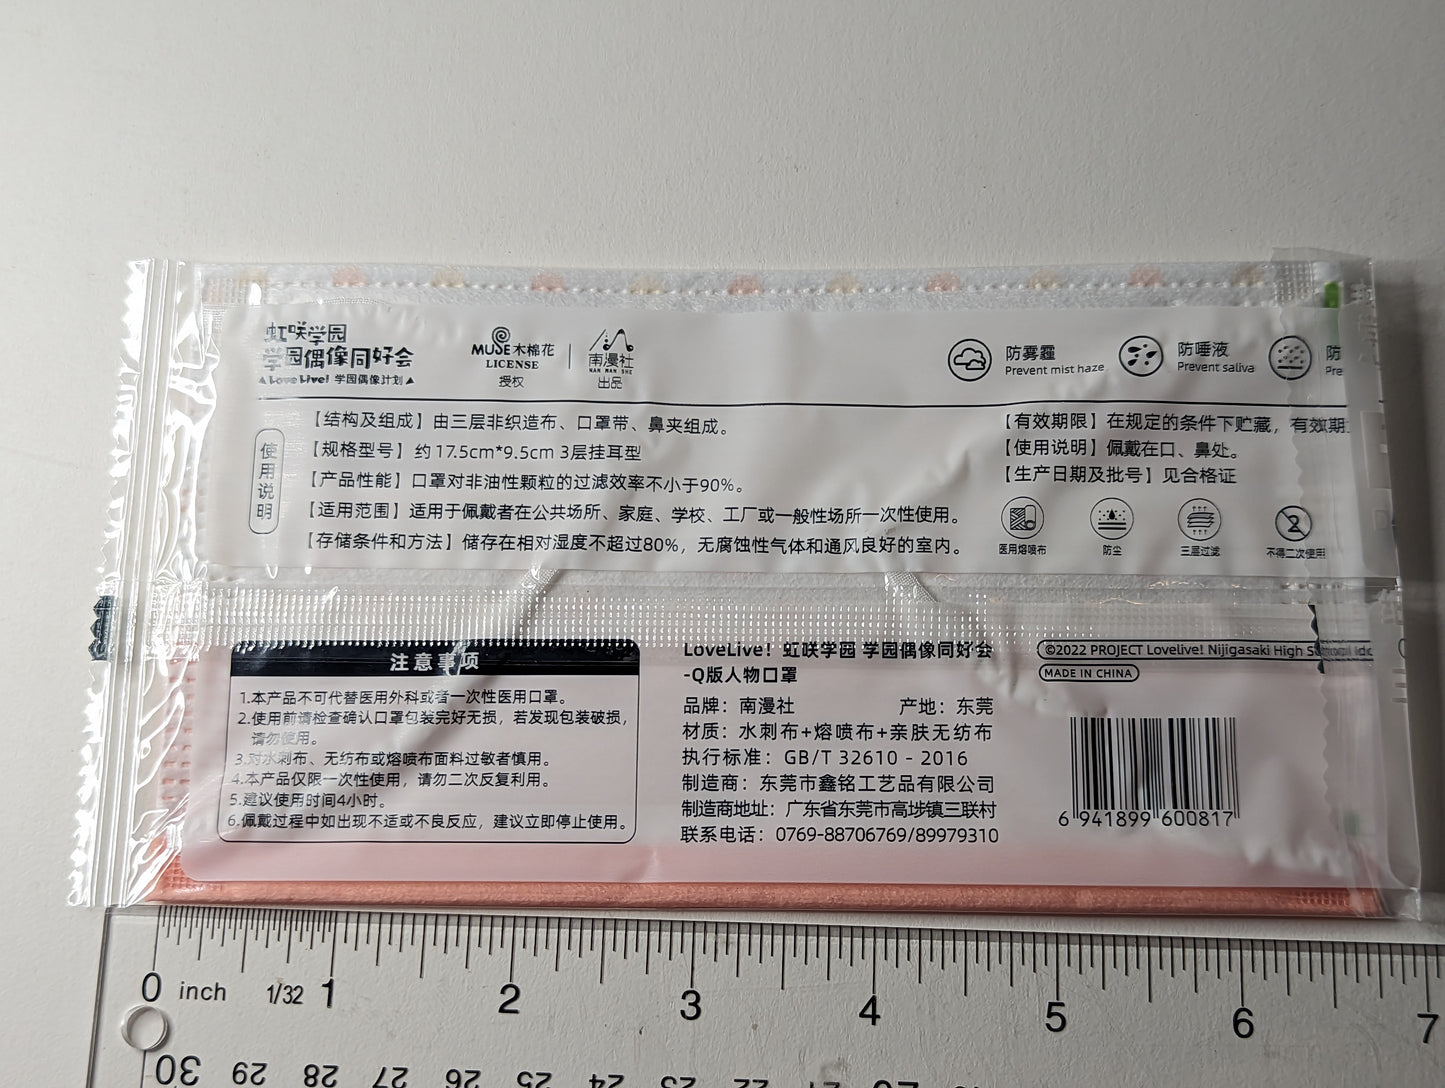 虹咲学园
学园偶像同好会
LoveLive! 学园偶像计划
MUSE木棉花
LICENSE
授权
南漫社
NAN MAN SHE
出品
防雾霾
Prevent mist haze
防唾液
Prevent saliva
防
Pre
使用说明
【结构及组成】由三层非织造布、口罩带、鼻夹组成。
【规格型号】约17.5cm*9.5cm 3层挂耳型
【产品性能】口罩对非油性颗粒的过滤效率不小于90%。
【适用范围】适用于佩戴者在公共场所、家庭、学校、工厂或一般性场所一次性使用。
【存储条件和方法】储存在相对湿度不超过80%，无腐蚀性气体和通风良好的室内。
【有效期限】在规定的条件下贮藏，有效期
【使用说明】佩戴在口、鼻处。
【生产日期及批号】见合格证
医用熔喷布
防尘
三层过滤
不得二次使用
注意事项
1.本产品不可代替医用外科或者一次性医用口罩。
2.使用前请检查确认口罩包装完好无损，若发现包装破损，
请勿使用。
3.对水刺布、无纺布或熔喷布面料过敏者慎用。
4.本产品仅限一次性使用，请勿二次反复利用。
5.建议使用时间4小时。
6.佩戴过程中如出现不适或不良反应，建议立即停止使用。
LoveLive! 虹咲学园 学园偶像同好会
-Q版人物口罩
品牌：南漫社 产地：东莞
材质：水刺布+熔喷布+亲肤无纺布
执行标准：GB/T 32610 - 2016
制造商：东莞市鑫铭工艺品有限公司
制造商地址：广东省东莞市高埗镇三联村
联系电话：0769-88706769/89979310
©2022 PROJECT Lovelive! Nijigasaki High School Ido
MADE IN CHINA
6 941899 600817
0 inch 1/32 1 2 3 4 5 6 7
30 29 28 27 26 25 24 23 22 21 20